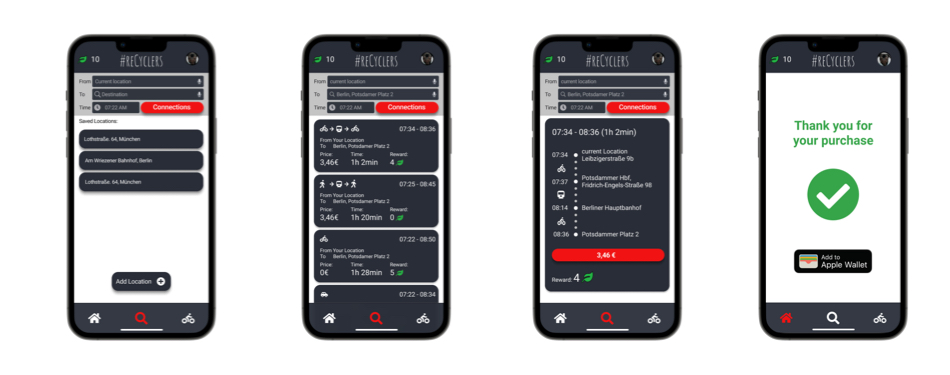 10 #RECYCLERS
From Current location
To Destination
Time 07:22 AM Connections
Saved Locations:
Lothstraße. 64, München
Am Wriezener Bahnhof, Berlin
Lothstraße. 64, München
Add Location
10 #RECYCLERS
From current location
To Berlin, Potsdamer Platz 2
Time 07:22 AM Connections
07:34 - 08:36
From Your Location
To Berlin, Potsdamer Platz 2
Price: Time: Reward:
3,46€ 1h 2min 4
07:25 - 08:45
From Your Location
To Berlin, Potsdamer Platz 2
Price: Time: Reward:
3,46€ 1h 20min 0
07:22 - 08:50
From Your Location
To Berlin, Potsdamer Platz 2
Price: Time: Reward:
0€ 1h 28min 5
07:22 - 08:34
10 #RECYCLERS
From current location
To Berlin, Potsdamer Platz 2
Time 07:22 AM Connections
07:34 - 08:36 (1h 2min)
07:34 current Location
Leibzigerstraße 9b
07:37 Potsdammer Hbf,
Fridrich-Engels-Straße 98
08:14 Berliner Hauptbanhof
08:36 Potsdammer Platz 2
3,46 €
Reward: 4
10 #RECYCLERS
Thank you for
your purchase
Add to
Apple Wallet